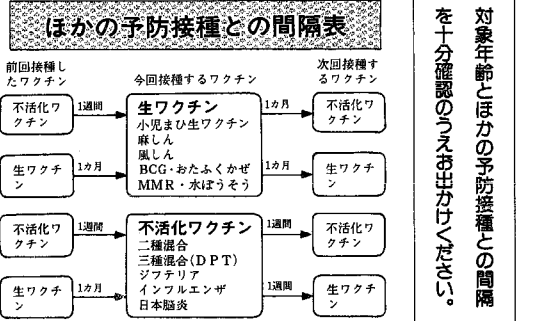 ほかの予防接種との間隔表
前回接種し
たワクチン
今回接種するワクチン
次回接種す
るワクチン
不活化ワ
クチン
1週間
生ワクチン
小児まひ生ワクチン
麻しん
風しん
BCG・おたふくかぜ
MMR・水ぼうそう
1カ月
不活化ワ
クチン
生ワクチ
ン
1カ月
1カ月
生ワクチ
ン
不活化ワ
クチン
1週間
不活化ワクチン
二種混合
三種混合(DPT)
ジフテリア
インフルエンザ
日本脳炎
1週間
不活化ワ
クチン
生ワクチ
ン
1カ月
1週間
生ワクチ
ン
対象年齢とほかの予防接種との間隔
を十分確認のうえお出かけください。